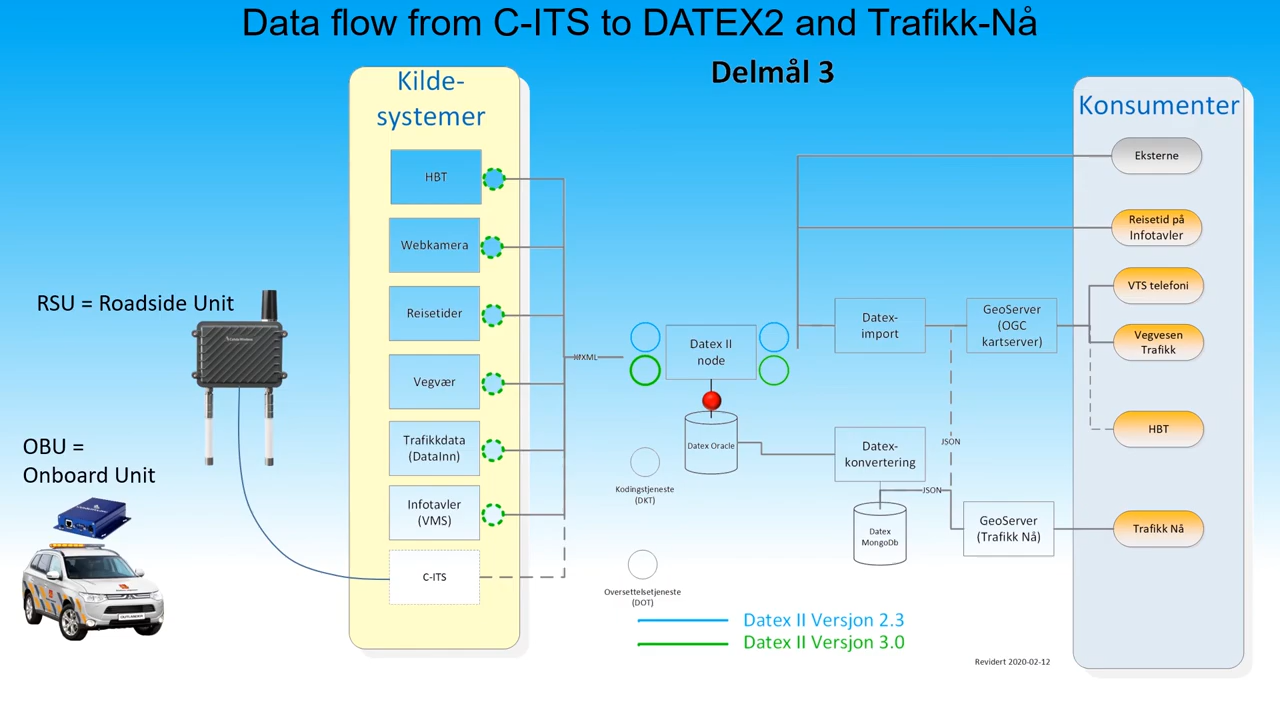 Data flow from C-ITS to DATEX2 and Trafikk-Nå
Delmål 3
Kilde-
systemer
HBT
Webkamera
Reisetider
Vegvær
Trafikkdata
(DataInn)
Infotavler
(VMS)
C-ITS
RSU = Roadside Unit
OBU =
Onboard Unit
Datex II
node
Datex Oracle
Kodingstjeneste
(DKT)
Oversettelsetjeneste
(DOT)
Datex-
import
GeoServer
(OGC
kartserver)
JSON
Datex-
konvertering
JSON
Datex
MongoDb
GeoServer
(Trafikk Nå)
Konsumenter
Eksterne
Reisetid på
Infotavler
VTS telefoni
Vegvesen
Trafikk
HBT
Trafikk Nå
Datex II Versjon 2.3
Datex II Versjon 3.0
Revidert 2020-02-12